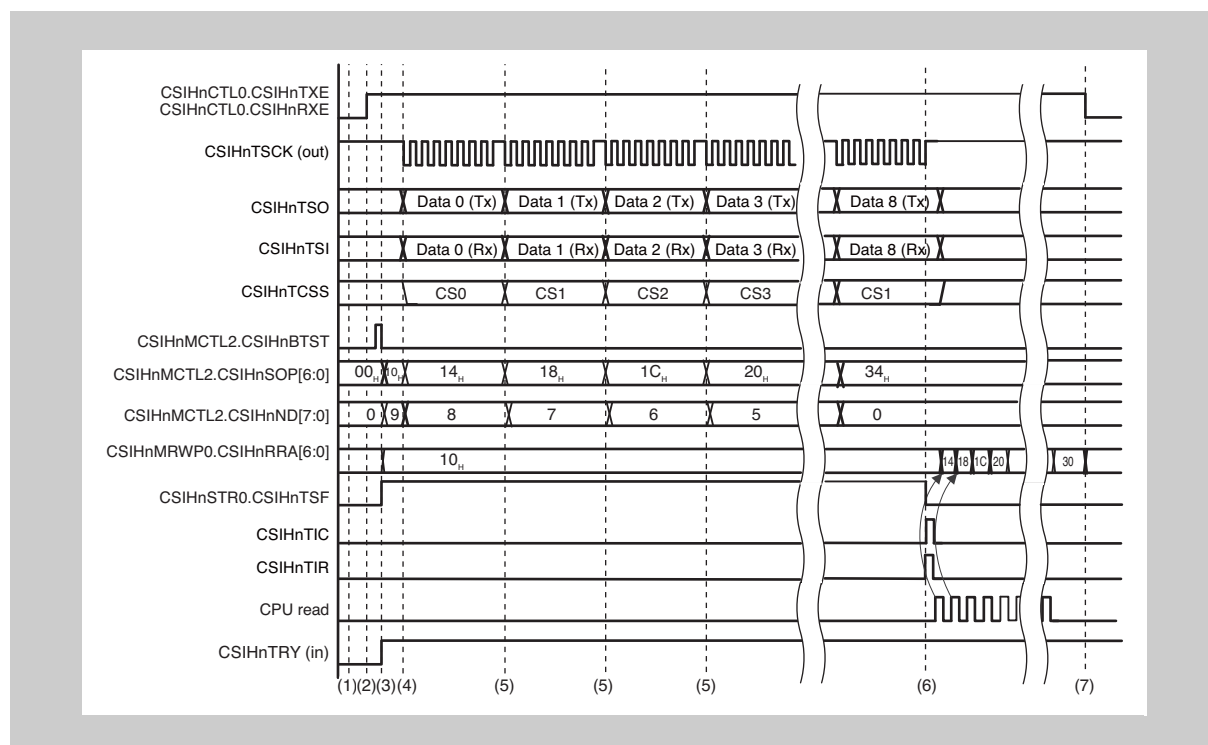 CSIHnCTL0.CSIHnTXE
CSIHnCTL0.CSIHnRXE
CSIHnTSCK (out)
CSIHnTSO Data 0 (Tx) Data 1 (Tx) Data 2 (Tx) Data 3 (Tx) Data 8 (Tx)
CSIHnTSI Data 0 (Rx) Data 1 (Rx) Data 2 (Rx) Data 3 (Rx) Data 8 (Rx)
CSIHnTCSS CS0 CS1 CS2 CS3 CS1
CSIHnMCTL2.CSIHnBTST
CSIHnMCTL2.CSIHnSOP[6:0] 00H 10H 14H 18H 1CH 20H 34H
CSIHnMCTL2.CSIHnND[7:0] 0 9 8 7 6 5 0
CSIHnMRWP0.CSIHnRRA[6:0] 10H 14 18 1C 20 30
CSIHnSTR0.CSIHnTSF
CSIHnTIC
CSIHnTIR
CPU read
CSIHnTRY (in)
(1)(2)(3)(4) (5) (5) (5) (6) (7)